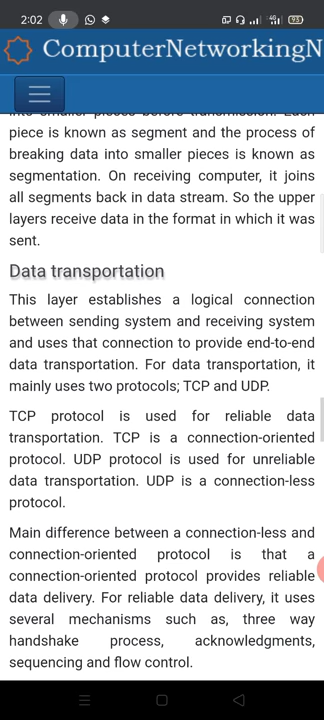 2:02
4G
93
ComputerNetworkingN
piece is known as segment and the process of
breaking data into smaller pieces is known as
segmentation. On receiving computer, it joins
all segments back in data stream. So the upper
layers receive data in the format in which it was
sent.
Data transportation
This layer establishes a logical connection
between sending system and receiving system
and uses that connection to provide end-to-end
data transportation. For data transportation, it
mainly uses two protocols; TCP and UDP.
TCP protocol is used for reliable data
transportation. TCP is a connection-oriented
protocol. UDP protocol is used for unreliable
data transportation. UDP is a connection-less
protocol.
Main difference between a connection-less and
connection-oriented protocol is that a
connection-oriented protocol provides reliable
data delivery. For reliable data delivery, it uses
several mechanisms such as, three way
handshake process, acknowledgments,
sequencing and flow control.